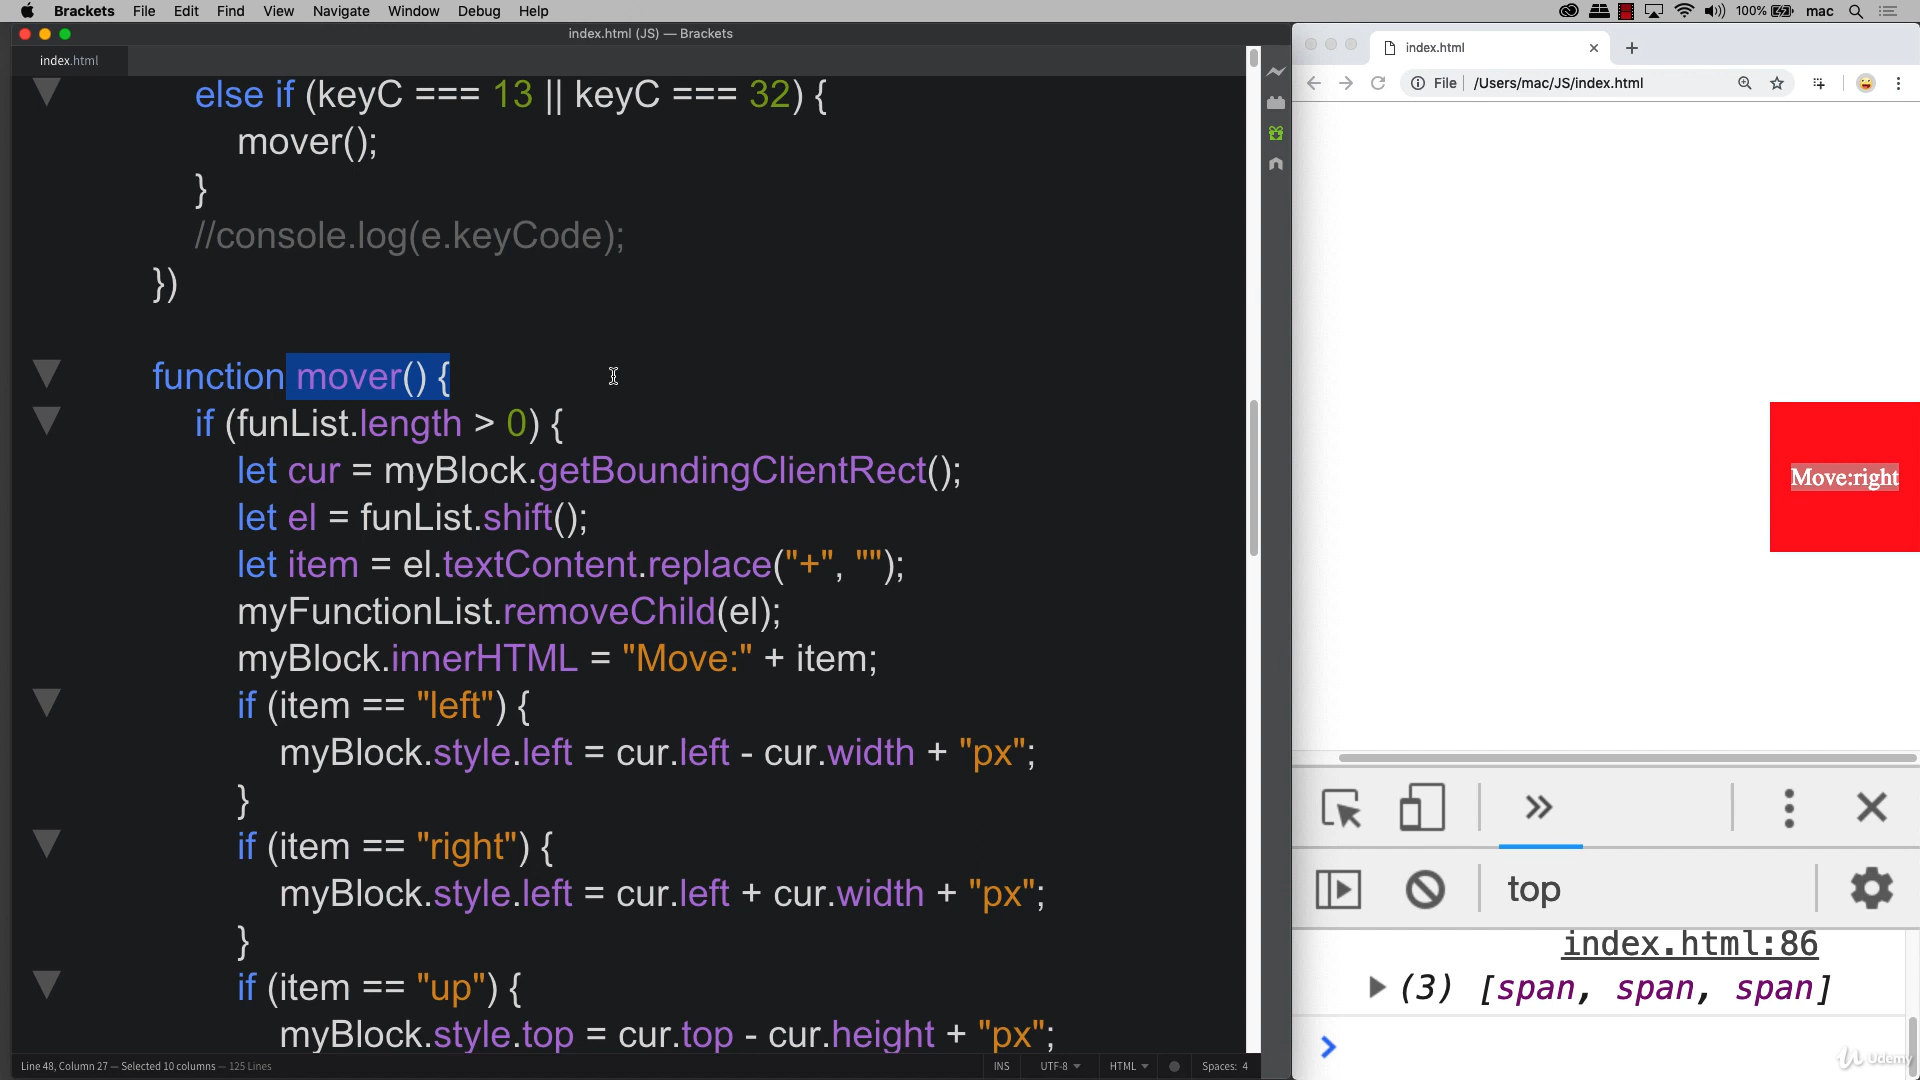 Brackets File Edit Find View Navigate Window Debug Help
100% mac
index.html (JS) — Brackets
index.html
else if (keyC === 13 || keyC === 32) {
mover();
}
//console.log(e.keyCode);
})
function mover() {
if (funList.length > 0) {
let cur = myBlock.getBoundingClientRect();
let el = funList.shift();
let item = el.textContent.replace("+", "");
myFunctionList.removeChild(el);
myBlock.innerHTML = "Move:" + item;
if (item == "left") {
myBlock.style.left = cur.left - cur.width + "px";
}
if (item == "right") {
myBlock.style.left = cur.left + cur.width + "px";
}
if (item == "up") {
myBlock.style.top = cur.top - cur.height + "px";
Line 48, Column 27 — Selected 10 columns — 125 Lines
INS UTF-8 HTML Spaces: 4
index.html
File | /Users/mac/JS/index.html
Move:right
top
index.html:86
(3) [span, span, span]
Udemy